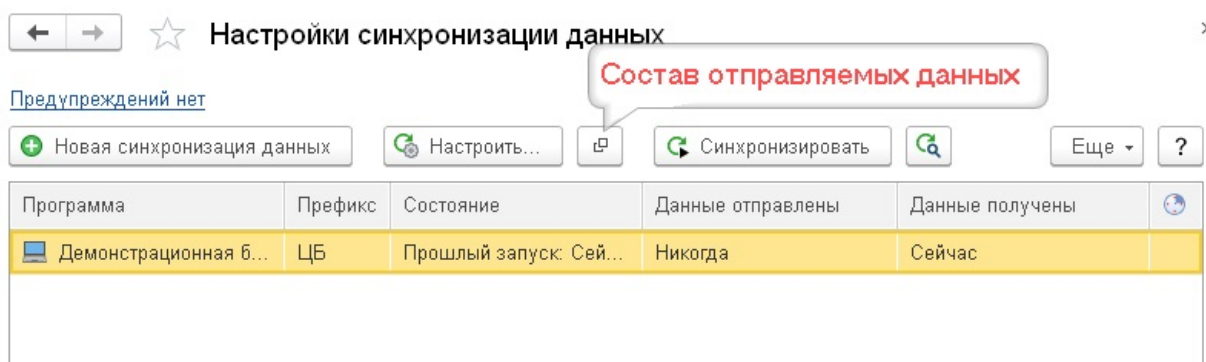 Настройки синхронизации данных
Состав отправляемых данных
Предупреждений нет
Новая синхронизация данных Настроить... Синхронизировать Еще ?
Программа Префикс Состояние Данные отправлены Данные получены
Демонстрационная б... ЦБ Прошлый запуск: Сей... Никогда Сейчас